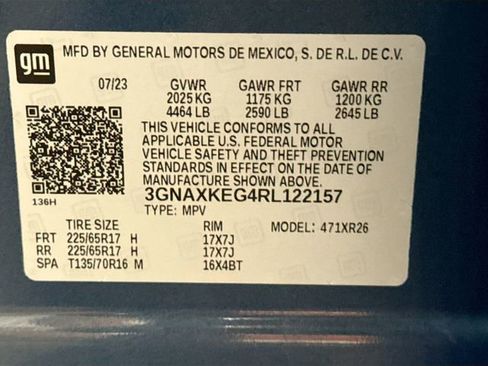 gm
MFD BY GENERAL MOTORS DE MEXICO, S. DE R.L. DE C.V.
07/23 GVWR GAWR FRT GAWR RR
2025 KG 1175 KG 1200 KG
4464 LB 2590 LB 2645 LB
THIS VEHICLE CONFORMS TO ALL
APPLICABLE U.S. FEDERAL MOTOR
VEHICLE SAFETY AND THEFT PREVENTION
STANDARDS IN EFFECT ON THE DATE OF
MANUFACTURE SHOWN ABOVE.
136H 3GNAXKEG4RL122157
TYPE: MPV
TIRE SIZE RIM MODEL: 471XR26
FRT 225/65R17 H 17X7J
RR 225/65R17 H 17X7J
SPA T135/70R16 M 16X4BT